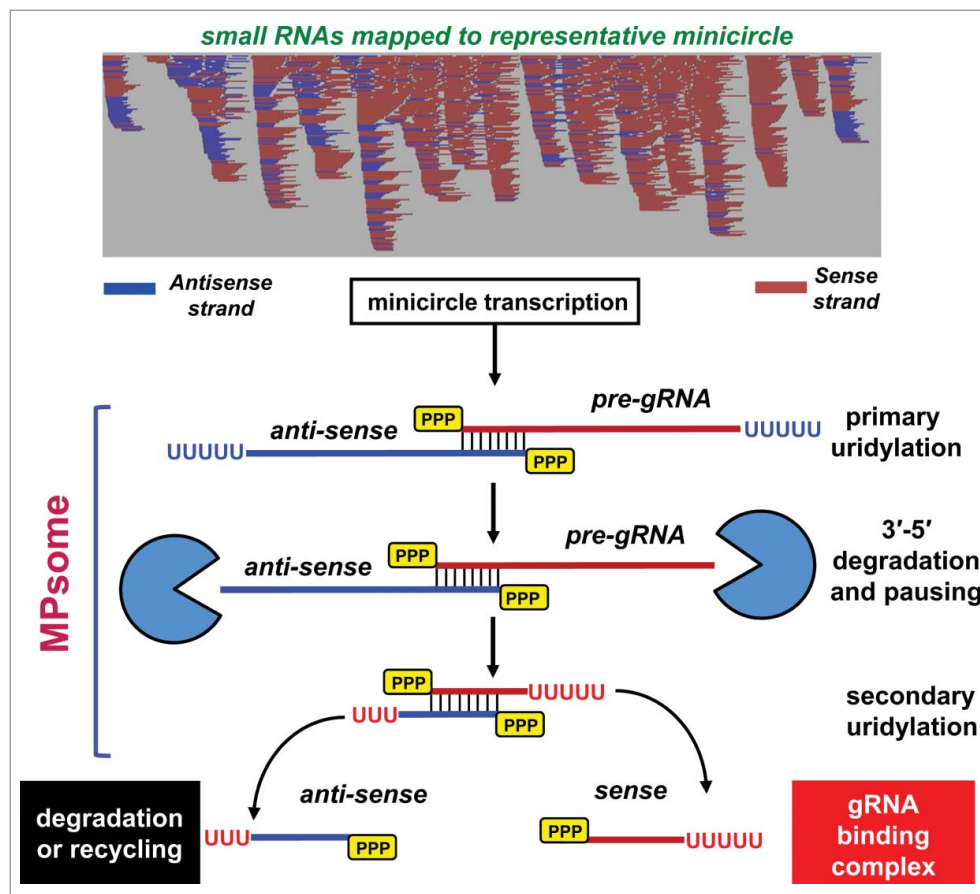 small RNAs mapped to representative minicircle
Antisense
strand
Sense
strand
minicircle transcription
MPsome
PPP
pre-gRNA
anti-sense
UUUUU
UUUUU
PPP
primary
uridylation
PPP
pre-gRNA
anti-sense
PPP
3′-5′
degradation
and pausing
PPP
UUUUU
UUU
PPP
secondary
uridylation
degradation
or recycling
anti-sense
UUU
PPP
sense
PPP
UUUUU
gRNA
binding
complex